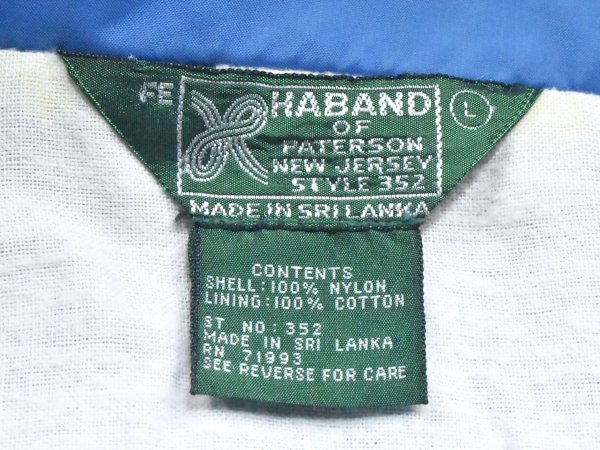 FE
HABAND
L
OF
PATERSON
NEW JERSEY
STYLE 352
MADE IN SRI LANKA
CONTENTS
SHELL:100% NYLON
LINING:100% COTTON
ST NO:352
MADE IN SRI LANKA
RN 71993
SEE REVERSE FOR CARE